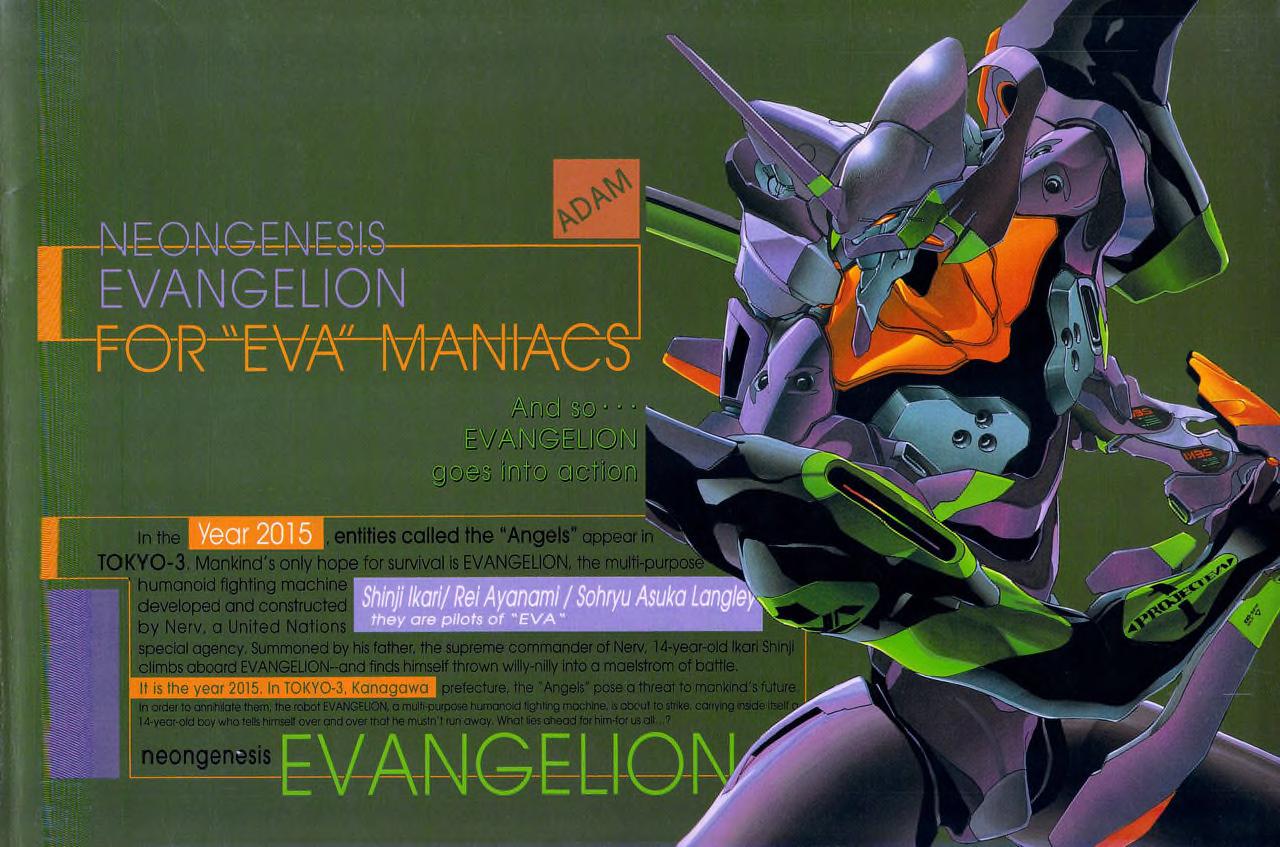 ADAM
NEONGENESIS
EVANGELION
FOR "EVA" MANIACS
And so···
EVANGELION
goes into action
In the Year 2015, entities called the "Angels" appear in
TOKYO-3. Mankind's only hope for survival is EVANGELION, the multi-purpose
humanoid fighting machine
developed and constructed
by Nerv, a United Nations
Shinji Ikari/ Rei Ayanami / Sohryu Asuka Langley
they are pilots of "EVA"
special agency. Summoned by his father, the supreme commander of Nerv, 14-year-old Ikari Shinji
climbs aboard EVANGELION--and finds himself thrown willy-nilly into a maelstrom of battle.
It is the year 2015. In TOKYO-3, Kanagawa prefecture, the "Angels" pose a threat to mankind's future.
In order to annihilate them, the robot EVANGELION, a multi-purpose humanoid fighting machine, is about to strike, carrying inside itself a
14-year-old boy who tells himself over and over that he mustn't run away. What lies ahead for him-for us all...?
neongenesis EVANGELION
PROJECT EVA
1